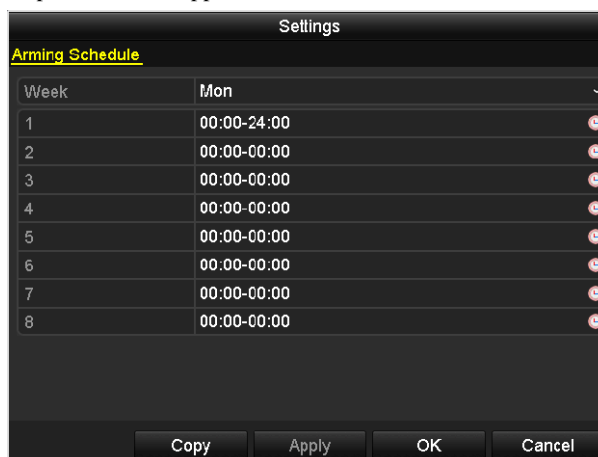 Settings
Arming Schedule
Week Mon
1 00:00-24:00
2 00:00-00:00
3 00:00-00:00
4 00:00-00:00
5 00:00-00:00
6 00:00-00:00
7 00:00-00:00
8 00:00-00:00
Copy Apply OK Cancel